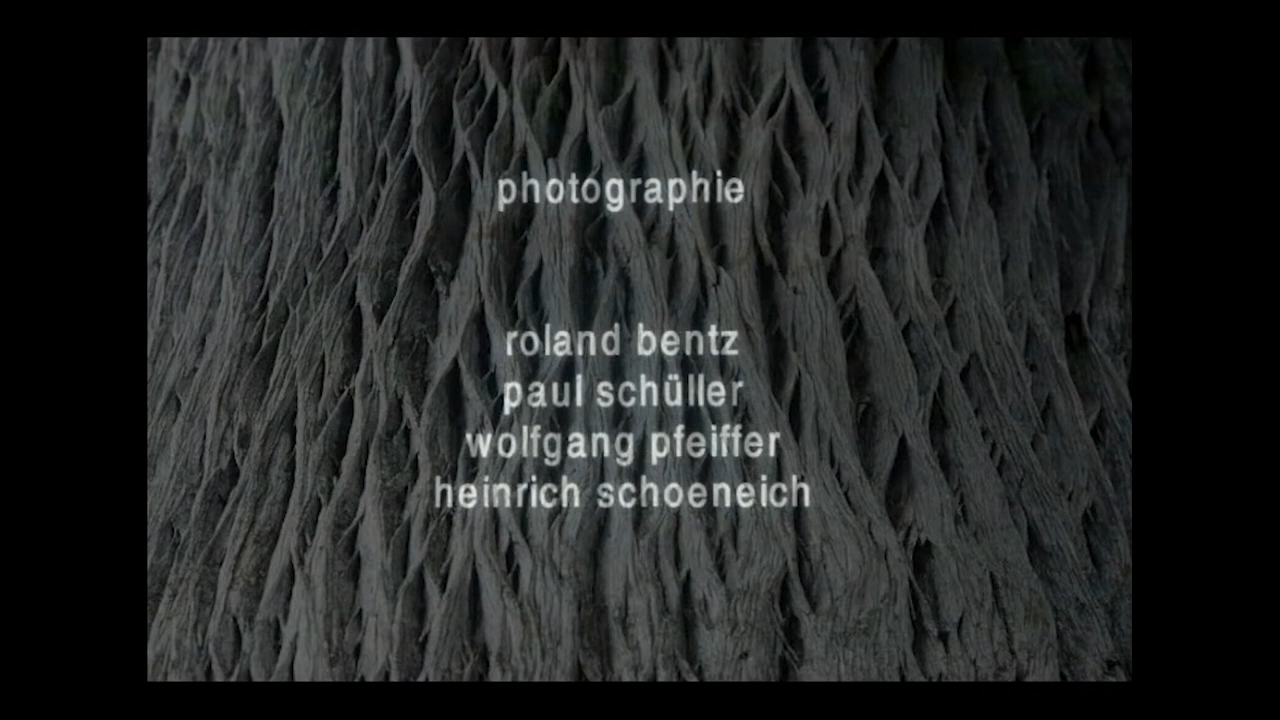 photographie
roland bentz
paul schüller
wolfgang pfeiffer
heinrich schoeneich